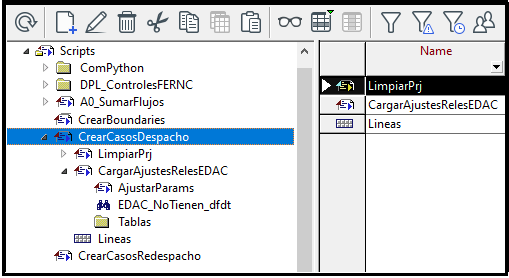 Scripts
ComPython
DPL_ControlesFERNC
A0_SumarFlujos
CrearBoundaries
CrearCasosDespacho
LimpiarPrj
CargarAjustesRelesEDAC
AjustarParams
EDAC_NoTienen_dfdt
Tablas
Lineas
CrearCasosRedespacho
Name
LimpiarPrj
CargarAjustesRelesEDAC
Lineas